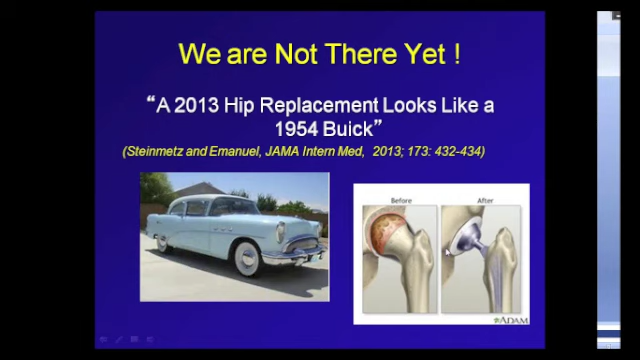 We are Not There Yet !
“A 2013 Hip Replacement Looks Like a
1954 Buick”
(Steinmetz and Emanuel, JAMA Intern Med, 2013; 173: 432-434)
Before
After
ADAM